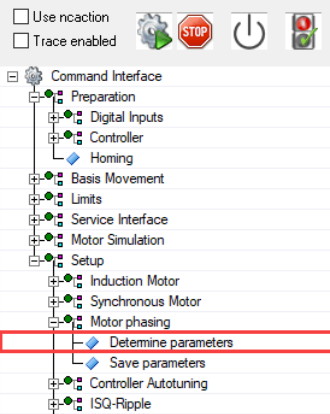 Use ncaction
Trace enabled
STOP
Command Interface
Preparation
Digital Inputs
Controller
Homing
Basis Movement
Limits
Service Interface
Motor Simulation
Setup
Induction Motor
Synchronous Motor
Motor phasing
Determine parameters
Save parameters
Controller Autotuning
ISQ-Ripple